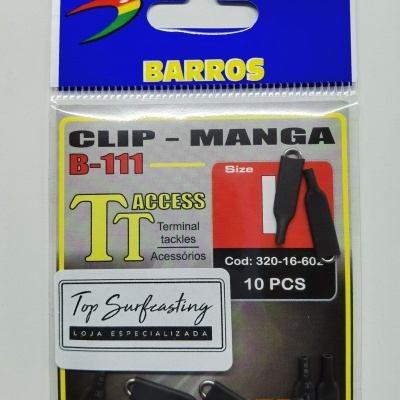 BARROS
CLIP - MANGA
B-111
TT ACCESS
Terminal
tackles
Acessórios
Size
Cod: 320-16-602
10 PCS
Top Surfcasting
LOJA ESPECIALIZADA